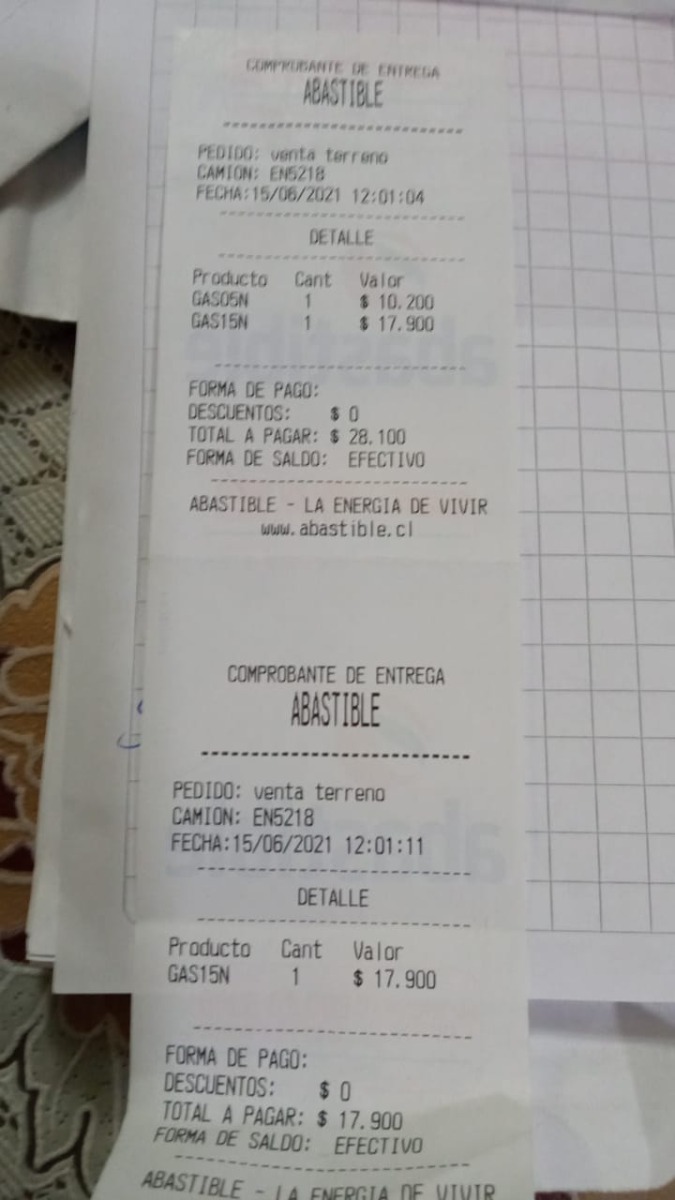 COMPROBANTE DE ENTREGA
ABASTIBLE
------------------------------
PEDIDO: venta terreno
CAMION: EN5218
FECHA:15/06/2021 12:01:04
------------------------------
DETALLE
------------------------------
Producto Cant Valor
GAS05N 1 $ 10.200
GAS15N 1 $ 17.900
------------------------------
FORMA DE PAGO:
DESCUENTOS: $ 0
TOTAL A PAGAR: $ 28.100
FORMA DE SALDO: EFECTIVO
------------------------------
ABASTIBLE - LA ENERGIA DE VIVIR
www.abastible.cl
COMPROBANTE DE ENTREGA
ABASTIBLE
------------------------------
PEDIDO: venta terreno
CAMION: EN5218
FECHA:15/06/2021 12:01:11
------------------------------
DETALLE
------------------------------
Producto Cant Valor
GAS15N 1 $ 17.900
------------------------------
FORMA DE PAGO:
DESCUENTOS: $ 0
TOTAL A PAGAR: $ 17.900
FORMA DE SALDO: EFECTIVO
------------------------------
ABASTIBLE - LA ENERGIA DE VIVIR